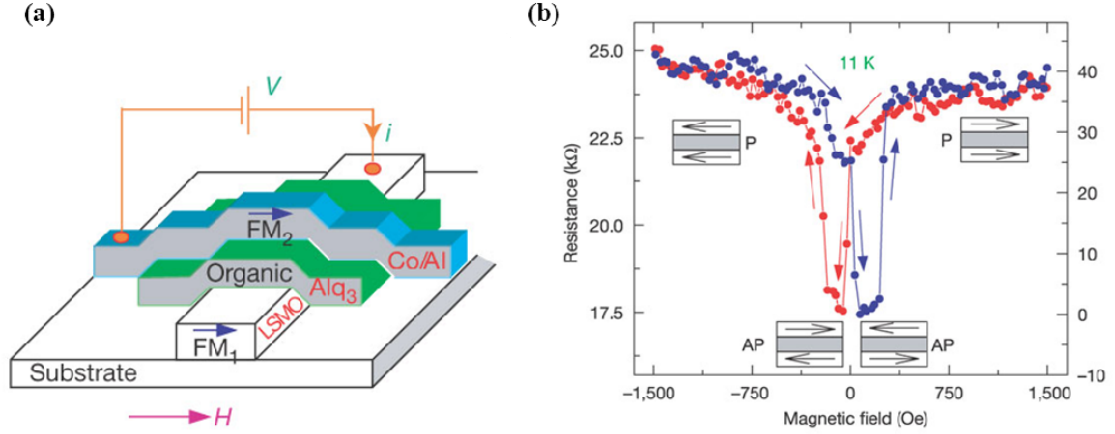 (a)
V
i
FM2
Co/Al
Organic
Alq3
LSMO
FM1
Substrate
H
(b)
25.0
22.5
20.0
17.5
Resistance (kΩ)
11 K
P
P
AP
AP
40
30
20
10
0
−10
−1,500
−750
0
750
1,500
Magnetic field (Oe)